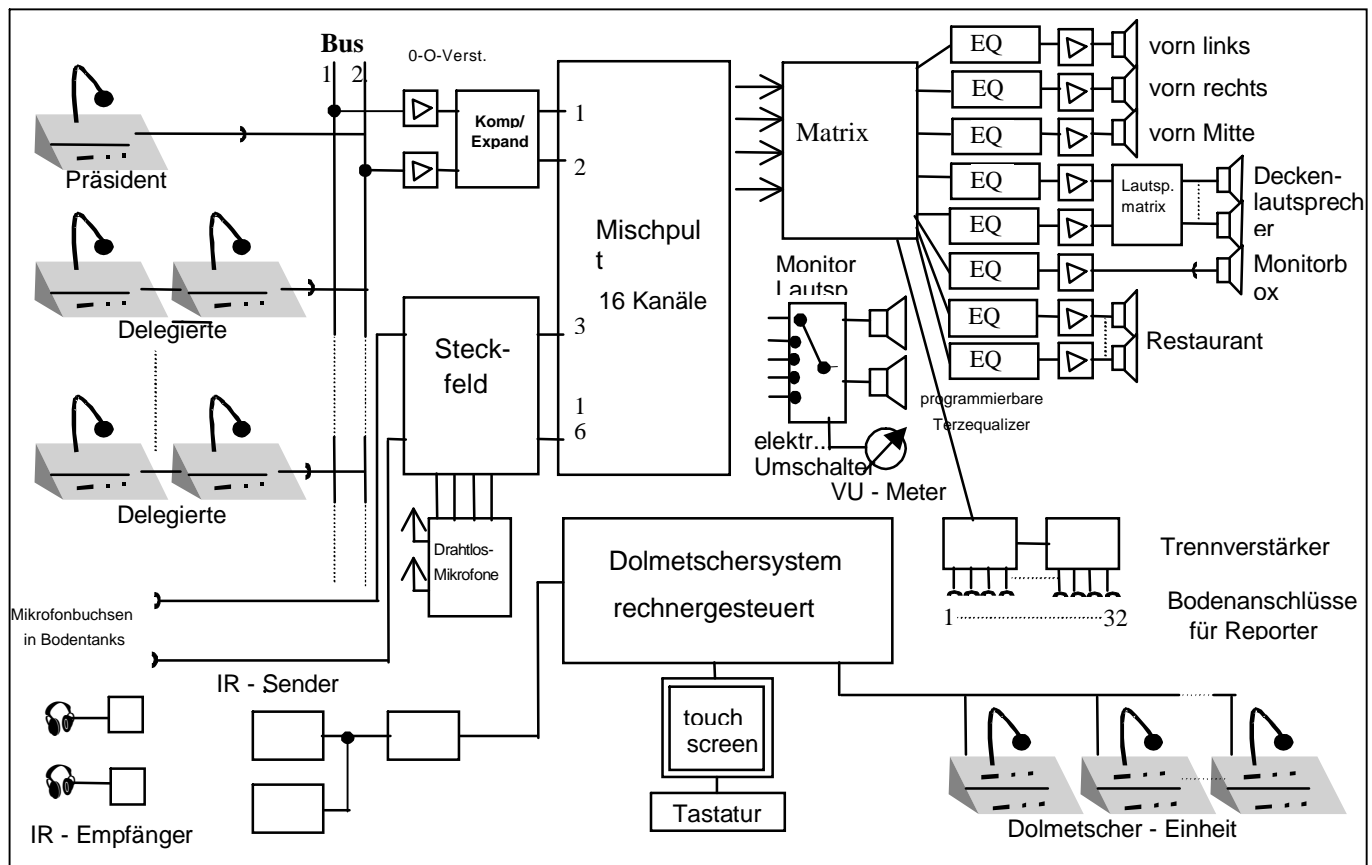 Bus
1 2
0-O-Verst.
Komp/
Expand
1
2
Präsident
Delegierte
Delegierte
Mikrofonbuchsen
in Bodentanks
Steck-
feld
3
1
6
Drahtlos-
Mikrofone
Mischpul
t
16 Kanäle
Matrix
EQ
EQ
EQ
EQ
EQ
EQ
EQ
EQ
vorn links
vorn rechts
vorn Mitte
Lautsp.
matrix
Decken-
lautsprech
er
Monitorb
ox
Restaurant
programmierbare
Terzequalizer
Monitor
Lautsp
elektr...
Umschalter
VU - Meter
Trennverstärker
Bodenanschlüsse
für Reporter
1 32
Dolmetschersystem
rechnergesteuert
touch
screen
Tastatur
IR - Sender
IR - Empfänger
Dolmetscher - Einheit